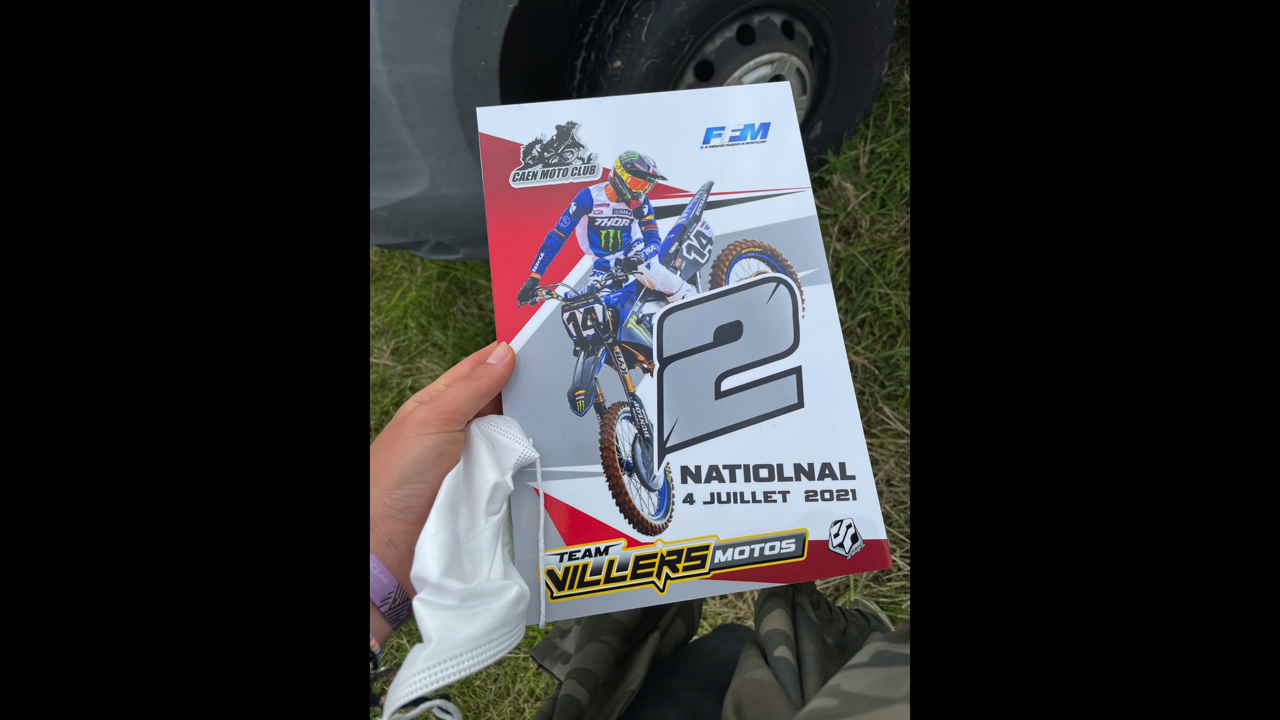 CAEN MOTO CLUB
FFM
THOR
14
14
2
NATIOLNAL
4 JUILLET 2021
TEAM
VILLERS MOTOS